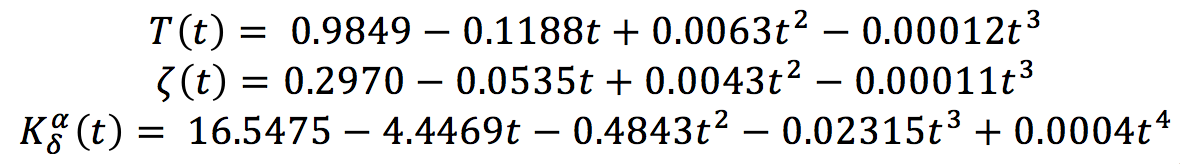 T(t) = 0.9849 − 0.1188t + 0.0063t² − 0.00012t³
ζ(t) = 0.2970 − 0.0535t + 0.0043t² − 0.00011t³
K_δ^α(t) = 16.5475 − 4.4469t − 0.4843t² − 0.02315t³ + 0.0004t⁴